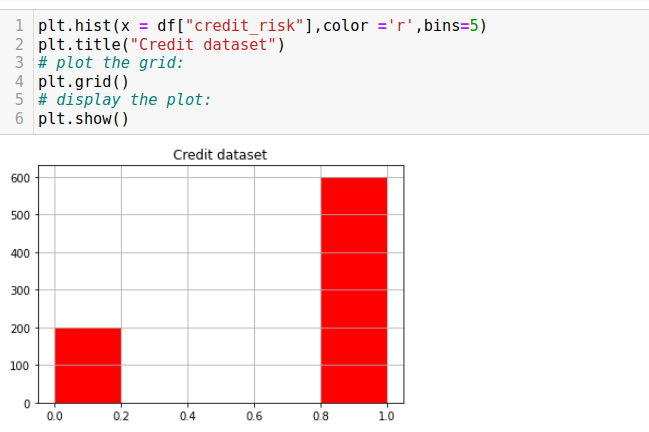 1 plt.hist(x = df["credit_risk"],color ='r',bins=5)
2 plt.title("Credit dataset")
3 # plot the grid:
4 plt.grid()
5 # display the plot:
6 plt.show()
Credit dataset
600
500
400
300
200
100
0
0.0 0.2 0.4 0.6 0.8 1.0